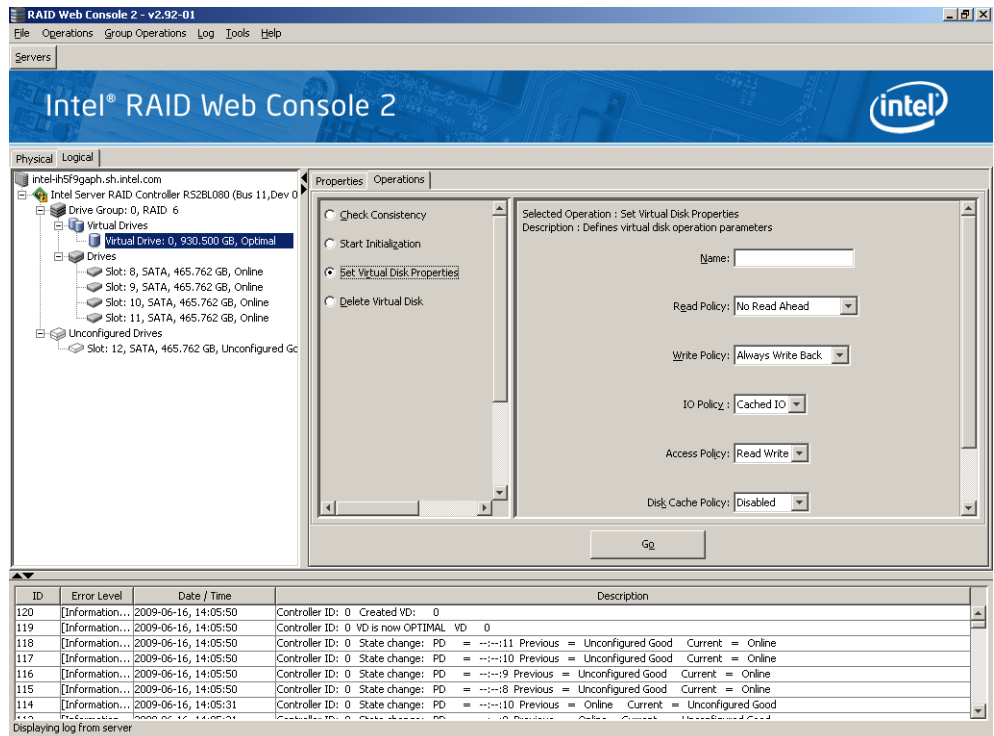 RAID Web Console 2 - v2.92-01
File Operations Group Operations Log Tools Help
Servers
Intel® RAID Web Console 2
intel
Physical Logical
intel-ih5f9gaph.sh.intel.com
Intel Server RAID Controller RS2BL080 (Bus 11,Dev 0
Drive Group: 0, RAID 6
Virtual Drives
Virtual Drive: 0, 930.500 GB, Optimal
Drives
Slot: 8, SATA, 465.762 GB, Online
Slot: 9, SATA, 465.762 GB, Online
Slot: 10, SATA, 465.762 GB, Online
Slot: 11, SATA, 465.762 GB, Online
Unconfigured Drives
Slot: 12, SATA, 465.762 GB, Unconfigured Gc
Properties Operations
Check Consistency
Start Initialization
Set Virtual Disk Properties
Delete Virtual Disk
Selected Operation : Set Virtual Disk Properties
Description : Defines virtual disk operation parameters
Name:
Read Policy: No Read Ahead
Write Policy: Always Write Back
IO Policy : Cached IO
Access Policy: Read Write
Disk Cache Policy: Disabled
Go
ID Error Level Date / Time Description
120 [Information... 2009-06-16, 14:05:50 Controller ID: 0 Created VD: 0
119 [Information... 2009-06-16, 14:05:50 Controller ID: 0 VD is now OPTIMAL VD 0
118 [Information... 2009-06-16, 14:05:50 Controller ID: 0 State change: PD = --:--:11 Previous = Unconfigured Good Current = Online
117 [Information... 2009-06-16, 14:05:50 Controller ID: 0 State change: PD = --:--:10 Previous = Unconfigured Good Current = Online
116 [Information... 2009-06-16, 14:05:50 Controller ID: 0 State change: PD = --:--:9 Previous = Unconfigured Good Current = Online
115 [Information... 2009-06-16, 14:05:50 Controller ID: 0 State change: PD = --:--:8 Previous = Unconfigured Good Current = Online
114 [Information... 2009-06-16, 14:05:31 Controller ID: 0 State change: PD = --:--:10 Previous = Online Current = Unconfigured Good
Displaying log from server